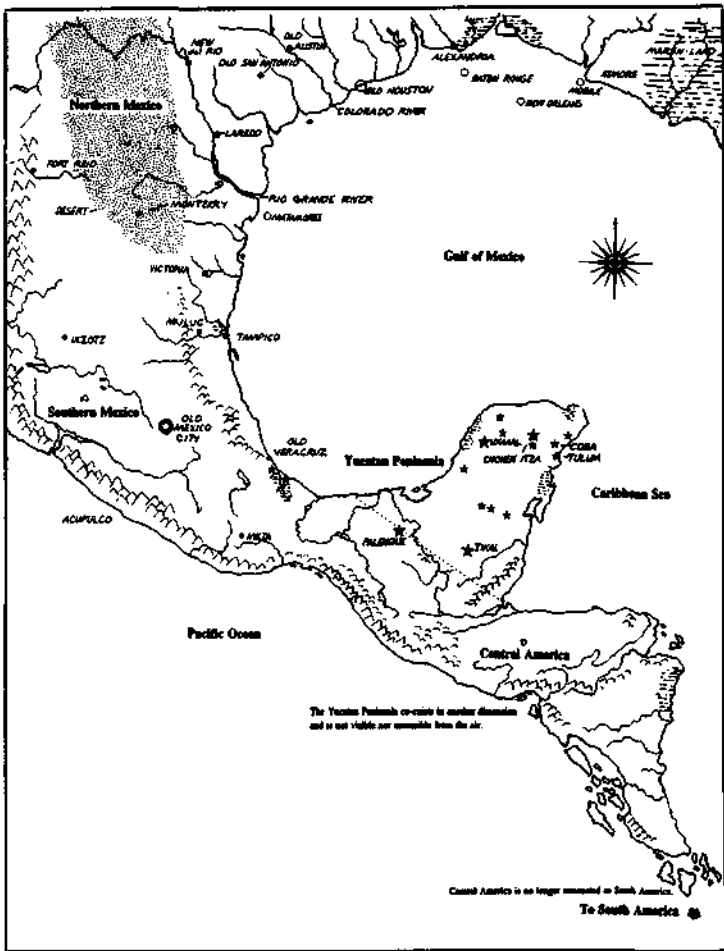 NEW
del RIO
OLD
AUSTIN
OLD SAN ANTONIO
ALEXANDRIA
BATON ROUGE
MARSH LAND
ASHORE
MOBILE
OLD HOUSTON
NEW ORLEANS
Northern Mexico
COLORADO RIVER
LAREDO
RIO GRANDE RIVER
MONTERRY
DESERT
Gulf of Mexico
VICTORIA
TAMPICO
Southern Mexico
OLD
MEXICO
CITY
OLD
VERACRUZ
Yucatan Peninsula
UXMAL
CHICHEN ITZA
COBA
TULUM
Caribbean Sea
ACUPULCO
PALENQUE
TIKAL
Pacific Ocean
Central America
The Yucatan Peninsula co-exists in another dimension
and is not visible nor accessible from the air.
Central America is no longer connected to South America.
To South America